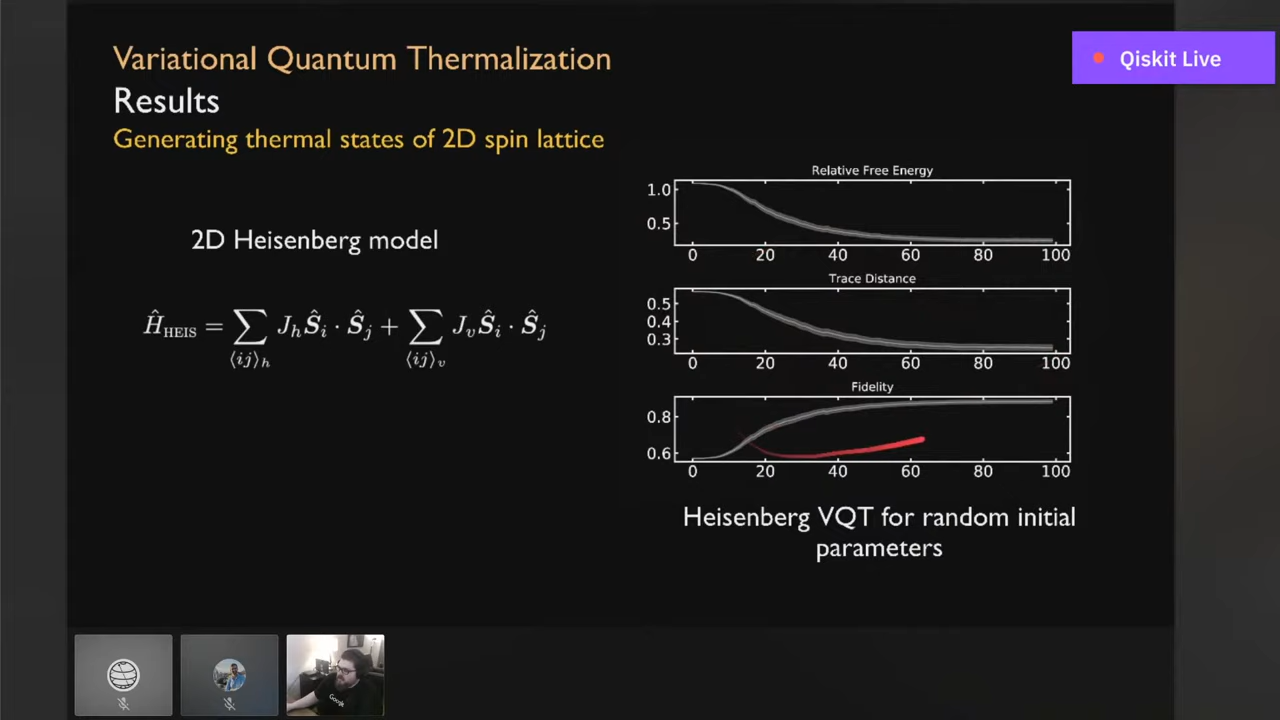 Variational Quantum Thermalization
Results
Generating thermal states of 2D spin lattice
Qiskit Live
2D Heisenberg model
Ĥ_HEIS = ∑_{⟨ij⟩_h} J_h Ŝ_i · Ŝ_j + ∑_{⟨ij⟩_v} J_v Ŝ_i · Ŝ_j
Relative Free Energy
1.0
0.5
0 20 40 60 80 100
Trace Distance
0.5
0.4
0.3
0 20 40 60 80 100
Fidelity
0.8
0.6
0 20 40 60 80 100
Heisenberg VQT for random initial
parameters
Google